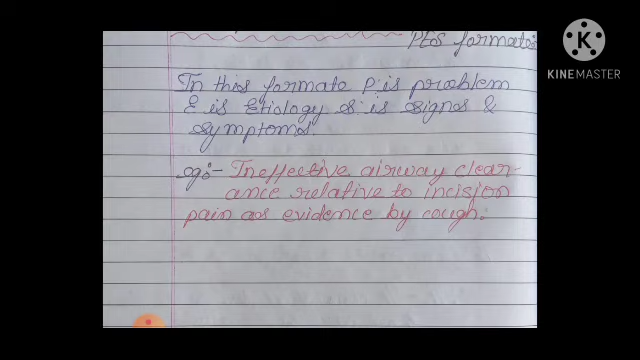 PES formate:
K
KINEMASTER
In this formate P is problem
E is Etiology S is signs &
symptoms.
eg:- Ineffective airway clear-
ance relative to incision
pain as evidence by cough.